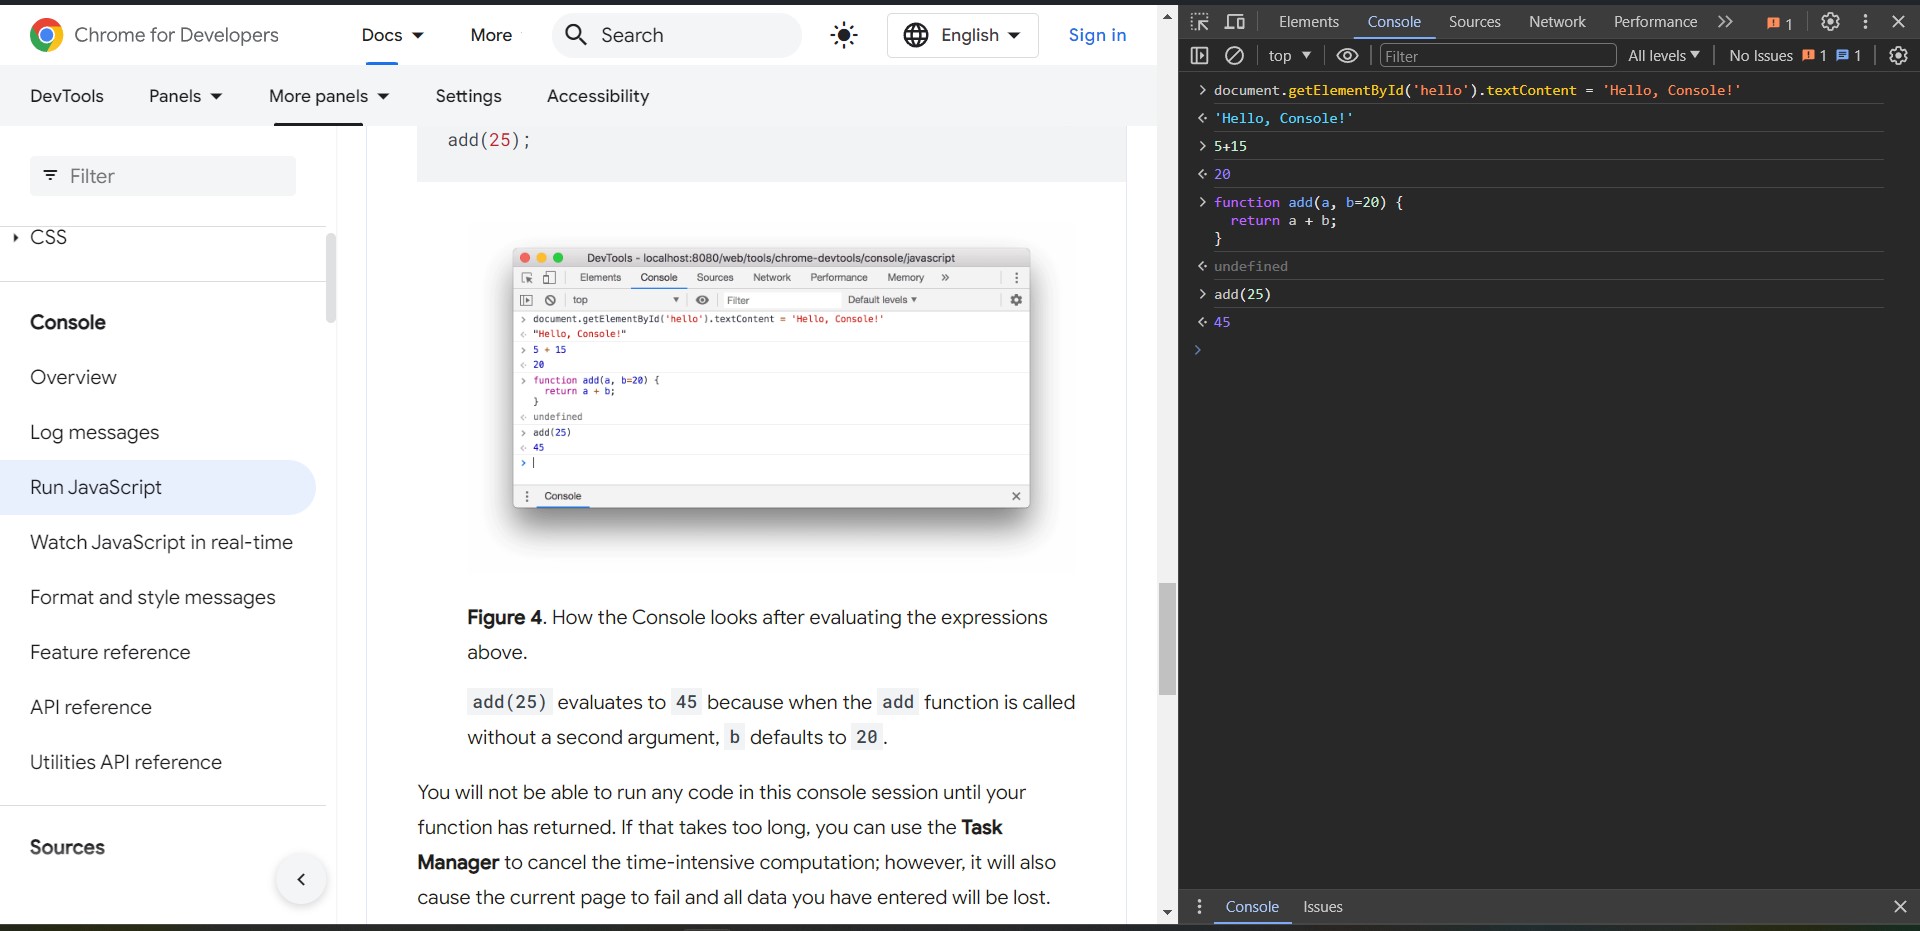 Chrome for Developers
Docs
More
Search
English
Sign in
DevTools
Panels
More panels
Settings
Accessibility
Filter
CSS
Console
Overview
Log messages
Run JavaScript
Watch JavaScript in real-time
Format and style messages
Feature reference
API reference
Utilities API reference
Sources
add(25);
DevTools - localhost:8080/web/tools/chrome-devtools/console/javascript
Elements Console Sources Network Performance Memory »
top Filter Default levels
> document.getElementById('hello').textContent = 'Hello, Console!'
< "Hello, Console!"
> 5 + 15
< 20
> function add(a, b=20) {
return a + b;
}
< undefined
> add(25)
< 45
>
Console
Figure 4. How the Console looks after evaluating the expressions
above.
add(25) evaluates to 45 because when the add function is called
without a second argument, b defaults to 20.
You will not be able to run any code in this console session until your
function has returned. If that takes too long, you can use the Task
Manager to cancel the time-intensive computation; however, it will also
cause the current page to fail and all data you have entered will be lost.
Elements Console Sources Network Performance » 1
top Filter All levels No Issues 1 1
> document.getElementById('hello').textContent = 'Hello, Console!'
< 'Hello, Console!'
> 5+15
< 20
> function add(a, b=20) {
return a + b;
}
< undefined
> add(25)
< 45
>
Console Issues